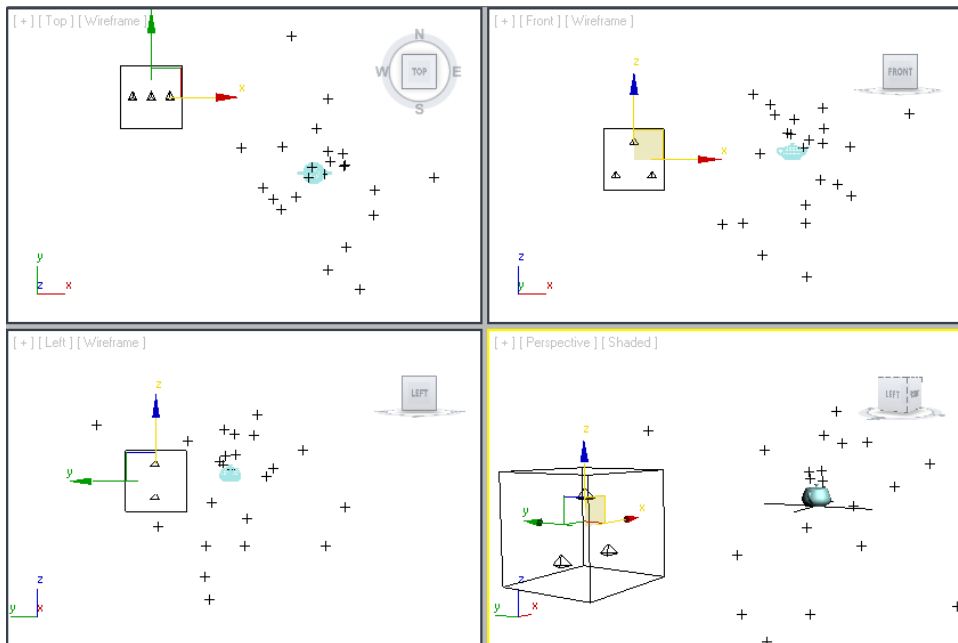 [ + ] [ Top ] [ Wireframe ]
N
W TOP E
S
y
x
z x
[ + ] [ Front ] [ Wireframe ]
FRONT
z
x
z
y x
[ + ] [ Left ] [ Wireframe ]
LEFT
z
y
z
y x
[ + ] [ Perspective ] [ Shaded ]
LEFT
z
y x
z
y x